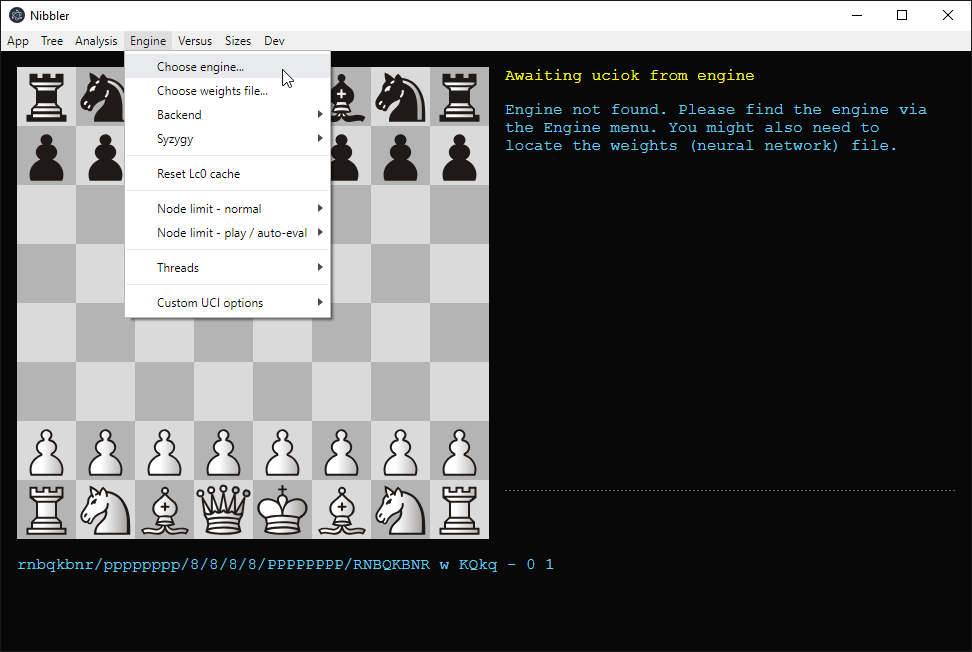 Nibbler
App Tree Analysis Engine Versus Sizes Dev
Choose engine...
Choose weights file...
Backend
Syzygy
Reset Lc0 cache
Node limit - normal
Node limit - play / auto-eval
Threads
Custom UCI options
Awaiting uciok from engine
Engine not found. Please find the engine via
the Engine menu. You might also need to
locate the weights (neural network) file.
rnbqkbnr/pppppppp/8/8/8/8/PPPPPPPP/RNBQKBNR w KQkq - 0 1